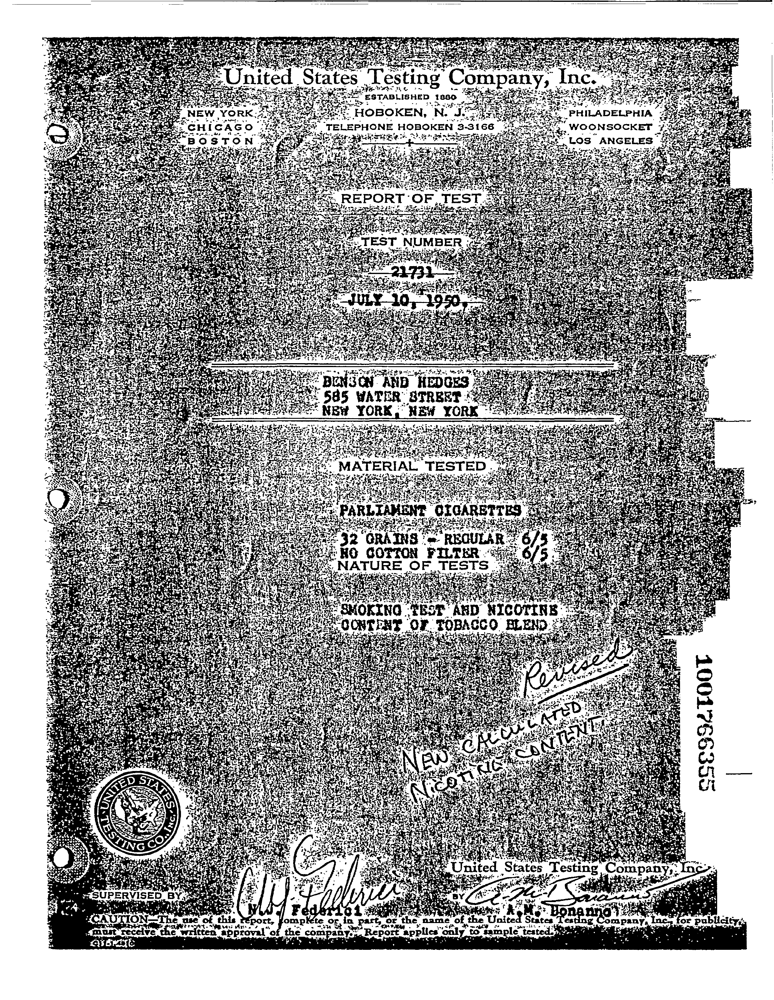 United States Testing Company, Inc.
ESTABLISHED 1880
NEW YORK
CHICAGO
BOSTON
HOBOKEN, N. J.
TELEPHONE HOBOKEN 3-3166
PHILADELPHIA
WOONSOCKET
LOS ANGELES
REPORT OF TEST
TEST NUMBER
21731
JULY 10, 1950,
BENSON AND HEDGES
585 WATER STREET
NEW YORK, NEW YORK
MATERIAL TESTED
PARLIAMENT CIGARETTES
32 GRAINS - REGULAR 6/5
NO COTTON FILTER 6/5
NATURE OF TESTS
SMOKING TEST AND NICOTINE
CONTENT OF TOBACCO BLEND
Revised
NEW CALCULATED
NICOTINE CONTENT
1001766355
UNITED STATES
TESTING CO. INC.
United States Testing Company, Inc.
SUPERVISED BY
Federici
BY
A.M. Bonanno
CAUTION—The use of this report, complete or in part, or the name of the United States Testing Company, Inc., for publicity,
must receive the written approval of the company. Report applies only to sample tested.